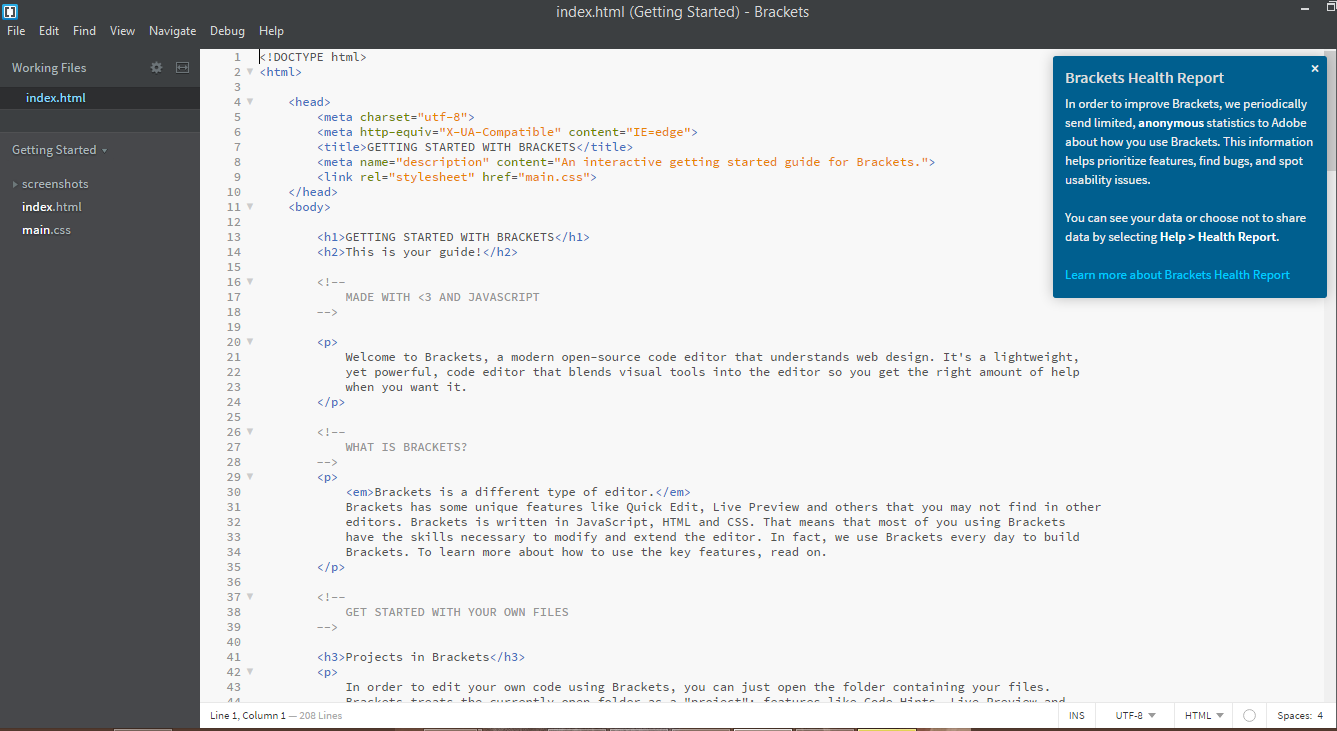 index.html (Getting Started) - Brackets
File Edit Find View Navigate Debug Help
Working Files
index.html
Getting Started
screenshots
index.html
main.css
1 <!DOCTYPE html>
2 <html>
3
4 <head>
5 <meta charset="utf-8">
6 <meta http-equiv="X-UA-Compatible" content="IE=edge">
7 <title>GETTING STARTED WITH BRACKETS</title>
8 <meta name="description" content="An interactive getting started guide for Brackets.">
9 <link rel="stylesheet" href="main.css">
10 </head>
11 <body>
12
13 <h1>GETTING STARTED WITH BRACKETS</h1>
14 <h2>This is your guide!</h2>
15
16 <!--
17 MADE WITH <3 AND JAVASCRIPT
18 -->
19
20 <p>
21 Welcome to Brackets, a modern open-source code editor that understands web design. It's a lightweight,
22 yet powerful, code editor that blends visual tools into the editor so you get the right amount of help
23 when you want it.
24 </p>
25
26 <!--
27 WHAT IS BRACKETS?
28 -->
29 <p>
30 <em>Brackets is a different type of editor.</em>
31 Brackets has some unique features like Quick Edit, Live Preview and others that you may not find in other
32 editors. Brackets is written in JavaScript, HTML and CSS. That means that most of you using Brackets
33 have the skills necessary to modify and extend the editor. In fact, we use Brackets every day to build
34 Brackets. To learn more about how to use the key features, read on.
35 </p>
36
37 <!--
38 GET STARTED WITH YOUR OWN FILES
39 -->
40
41 <h3>Projects in Brackets</h3>
42 <p>
43 In order to edit your own code using Brackets, you can just open the folder containing your files.
44 Brackets treats the currently open folder as a "project"; features like Code Hints, Live Preview and
Brackets Health Report
In order to improve Brackets, we periodically
send limited, anonymous statistics to Adobe
about how you use Brackets. This information
helps prioritize features, find bugs, and spot
usability issues.
You can see your data or choose not to share
data by selecting Help > Health Report.
Learn more about Brackets Health Report
Line 1, Column 1 — 208 Lines
INS UTF-8 HTML Spaces: 4